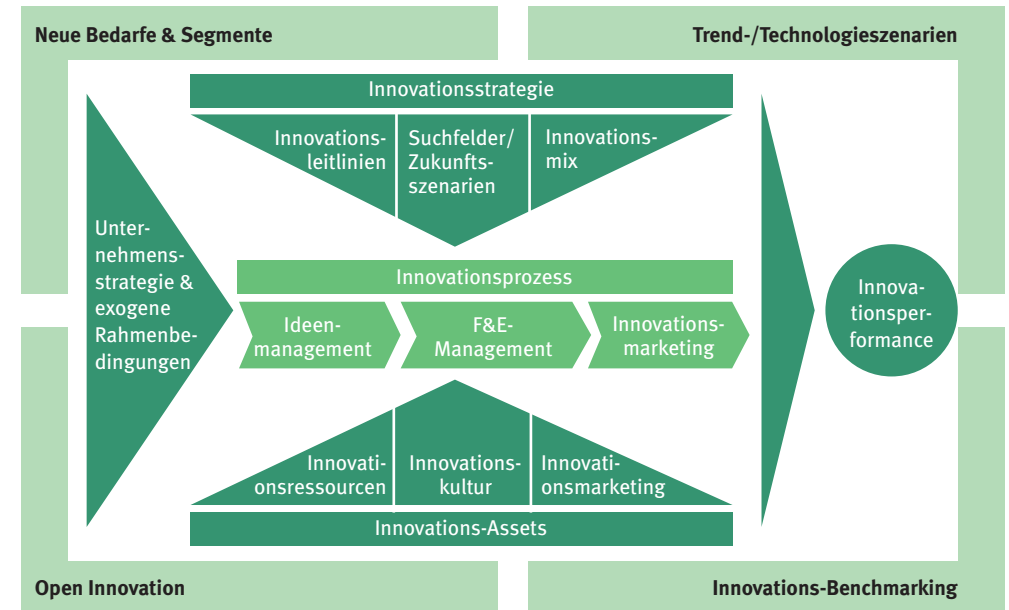 Neue Bedarfe & Segmente
Trend-/Technologieszenarien
Innovationsstrategie
Innovations-
leitlinien
Suchfelder/
Zukunfts-
szenarien
Innovations-
mix
Unter-
nehmens-
strategie &
exogene
Rahmenbe-
dingungen
Innovationsprozess
Ideen-
management
F&E-
Management
Innovations-
marketing
Innova-
tionsper-
formance
Innovati-
onsressourcen
Innovations-
kultur
Innovati-
onsmarketing
Innovations-Assets
Open Innovation
Innovations-Benchmarking